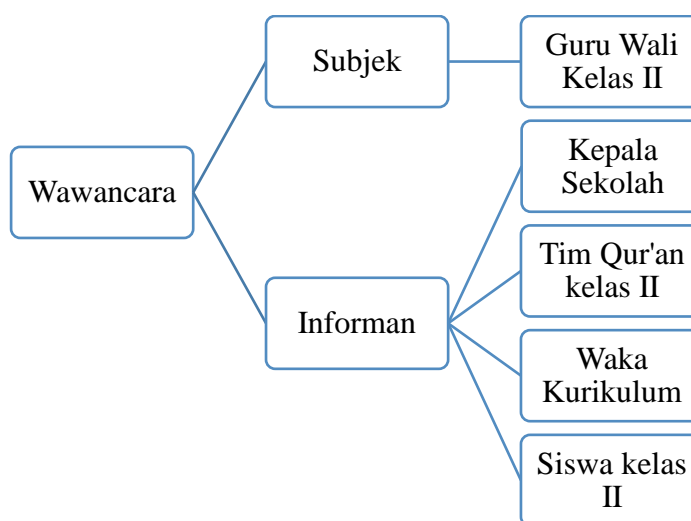 Wawancara
Subjek
Guru Wali
Kelas II
Informan
Kepala
Sekolah
Tim Qur'an
kelas II
Waka
Kurikulum
Siswa kelas
II